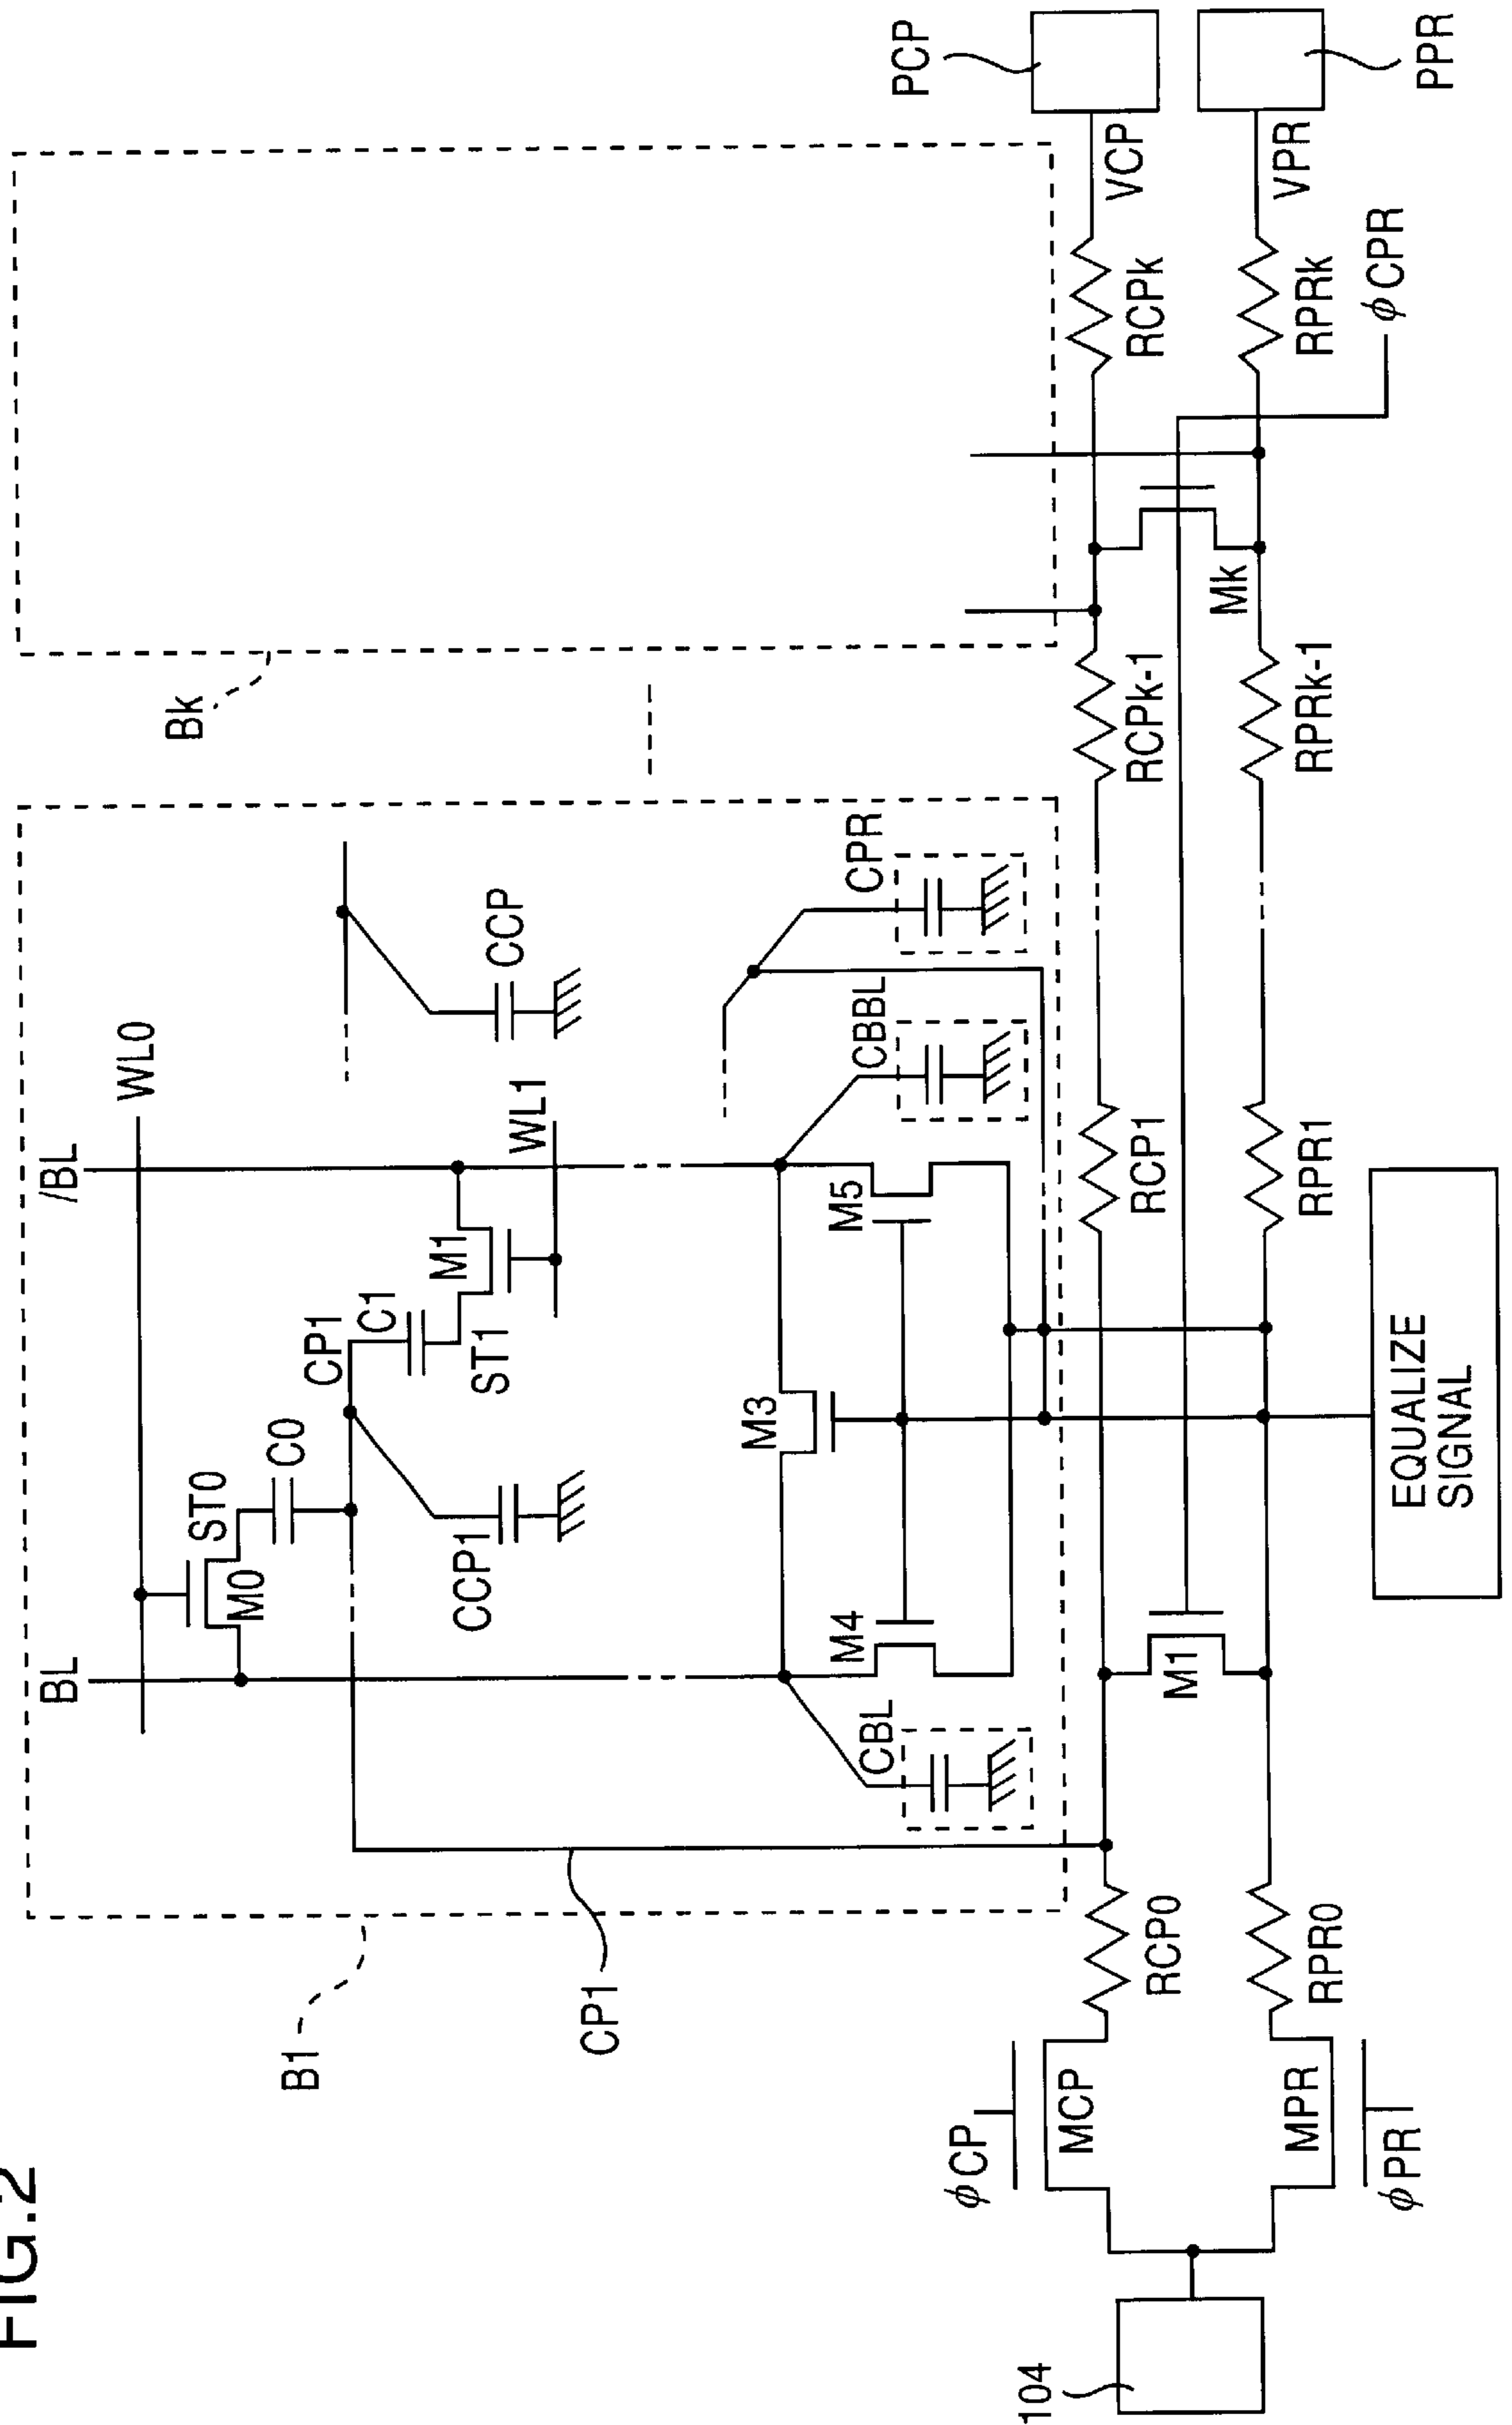 FIG.2
BL
/BL
WL0
M0
ST0
C0
CP1
C1
M1
ST1
WL1
CCP1
CCP
B1
Bk
M3
M4
M5
CBL
CBBL
CPR
CP1
φCP
MCP
RCP0
RCP1
RCPk-1
RCPk
VCP
PCP
M1
Mk
104
MPR
φPR
RPR0
RPR1
RPRk-1
RPRk
VPR
PPR
φCPR
EQUALIZE
SIGNAL